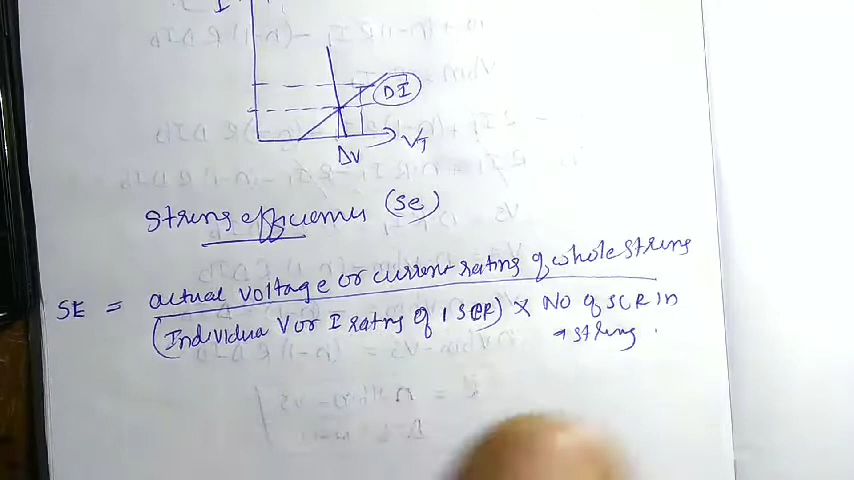 I
DI
VT
ΔV
String efficiency (SE)
SE = actual voltage or current rating of whole string
(Individua V or I rating of 1 SCR) × No of SCR in
a string.